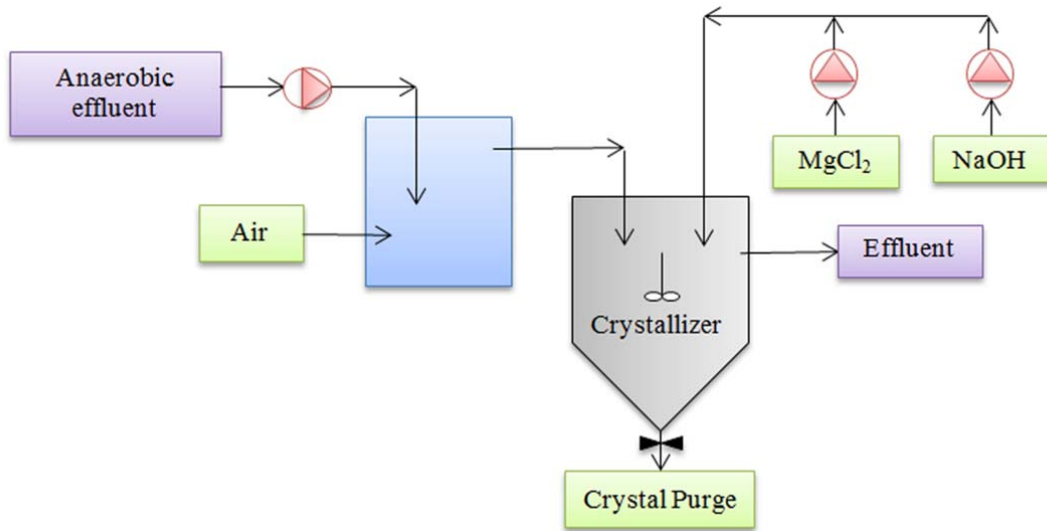 Anaerobic
effluent
MgCl₂
NaOH
Air
Effluent
Crystallizer
Crystal Purge